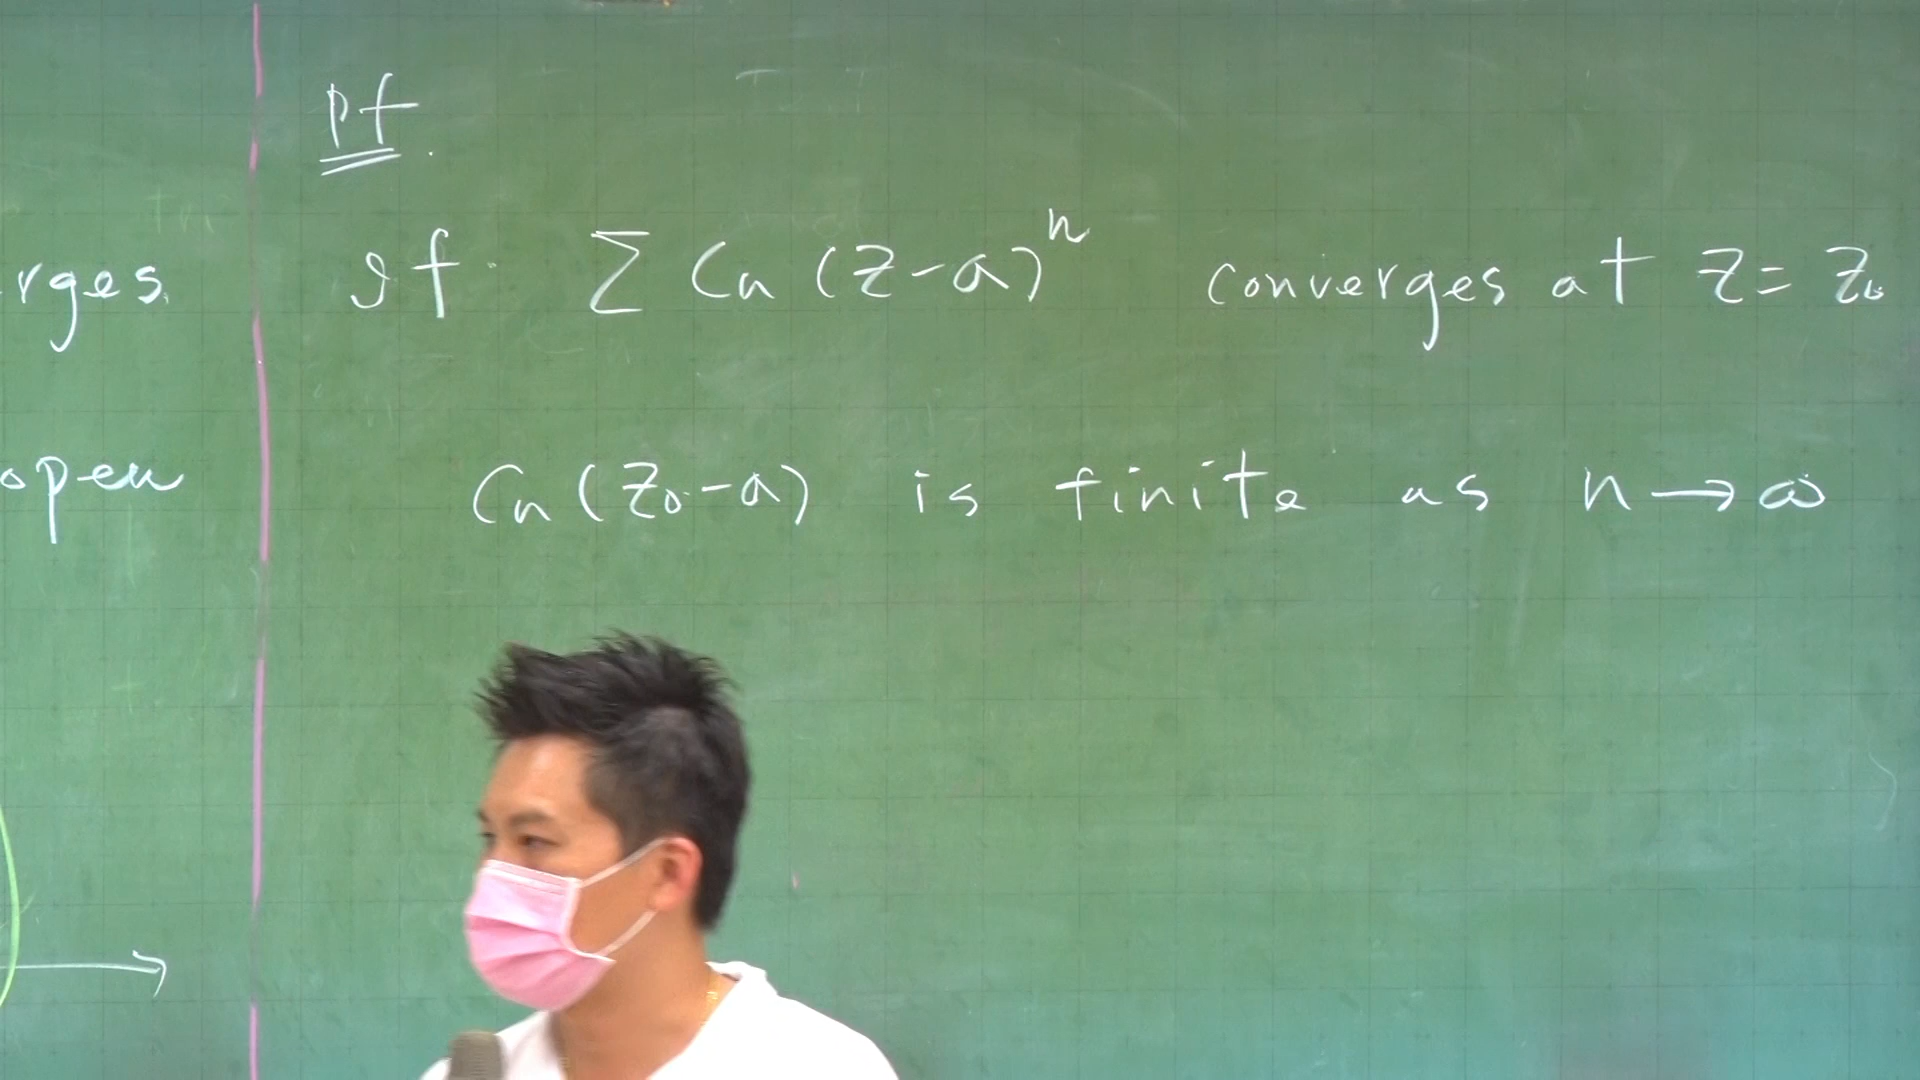 rges.
open
pf.
If Σ Cn (z-a)^n converges at z = z₀
Cn (z₀-a) is finite as n → ∞